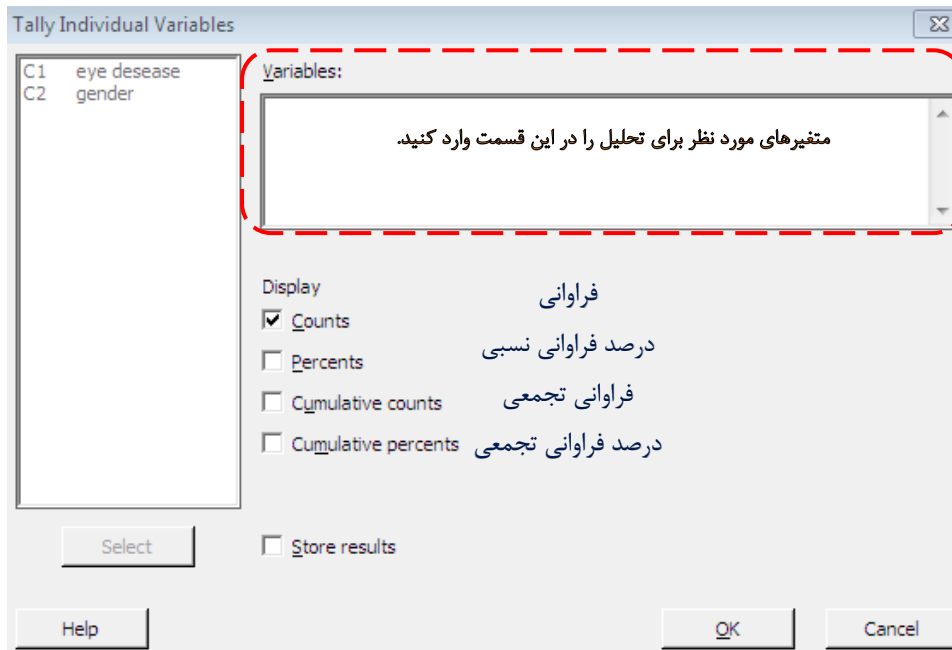 Tally Individual Variables
C1 eye desease
C2 gender
Variables:
متغیرهای مورد نظر برای تحلیل را در این قسمت وارد کنید.
Display
فراوانی
Counts
درصد فراوانی نسبی
Percents
فراوانی تجمعی
Cumulative counts
درصد فراوانی تجمعی
Cumulative percents
Select
Store results
Help
OK
Cancel